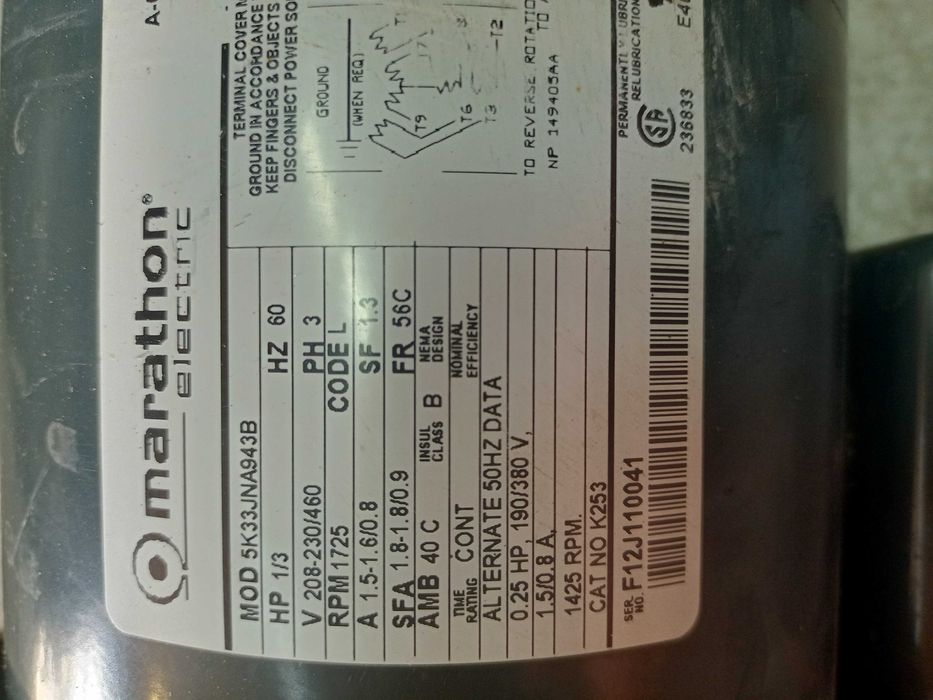 marathon®
electric
MOD 5K33JNA943B
HP 1/3 HZ 60
V 208-230/460 PH 3
RPM 1725 CODE L
A 1.5-1.6/0.8 SF 1.3
SFA 1.8-1.8/0.9 FR 56C
AMB 40 C INSUL CLASS B NEMA DESIGN
TIME RATING CONT NOMINAL EFFICIENCY
ALTERNATE 50HZ DATA
0.25 HP, 190/380 V,
1.5/0.8 A,
1425 RPM.
CAT NO K253
SER. NO. F12J110041
TERMINAL COVER
GROUND IN ACCORDANCE
KEEP FINGERS & OBJECTS
DISCONNECT POWER
GROUND
(WHEN REQ)
T9
T6
T3
T2
TO REVERSE ROTATIO
NP 149405AA TO
PERMANENTLY
RELUBRICATION
SA
236833